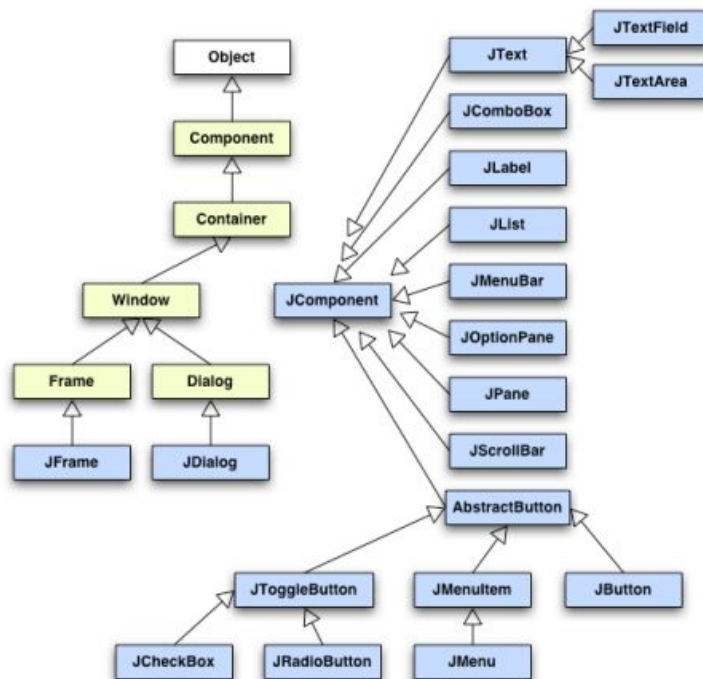 JTextField
Object
JText
JTextArea
JComboBox
Component
JLabel
Container
JList
JMenuBar
Window
JComponent
JOptionPane
Frame
Dialog
JPane
JFrame
JDialog
JScrollBar
AbstractButton
JToggleButton
JMenuItem
JButton
JCheckBox
JRadioButton
JMenu